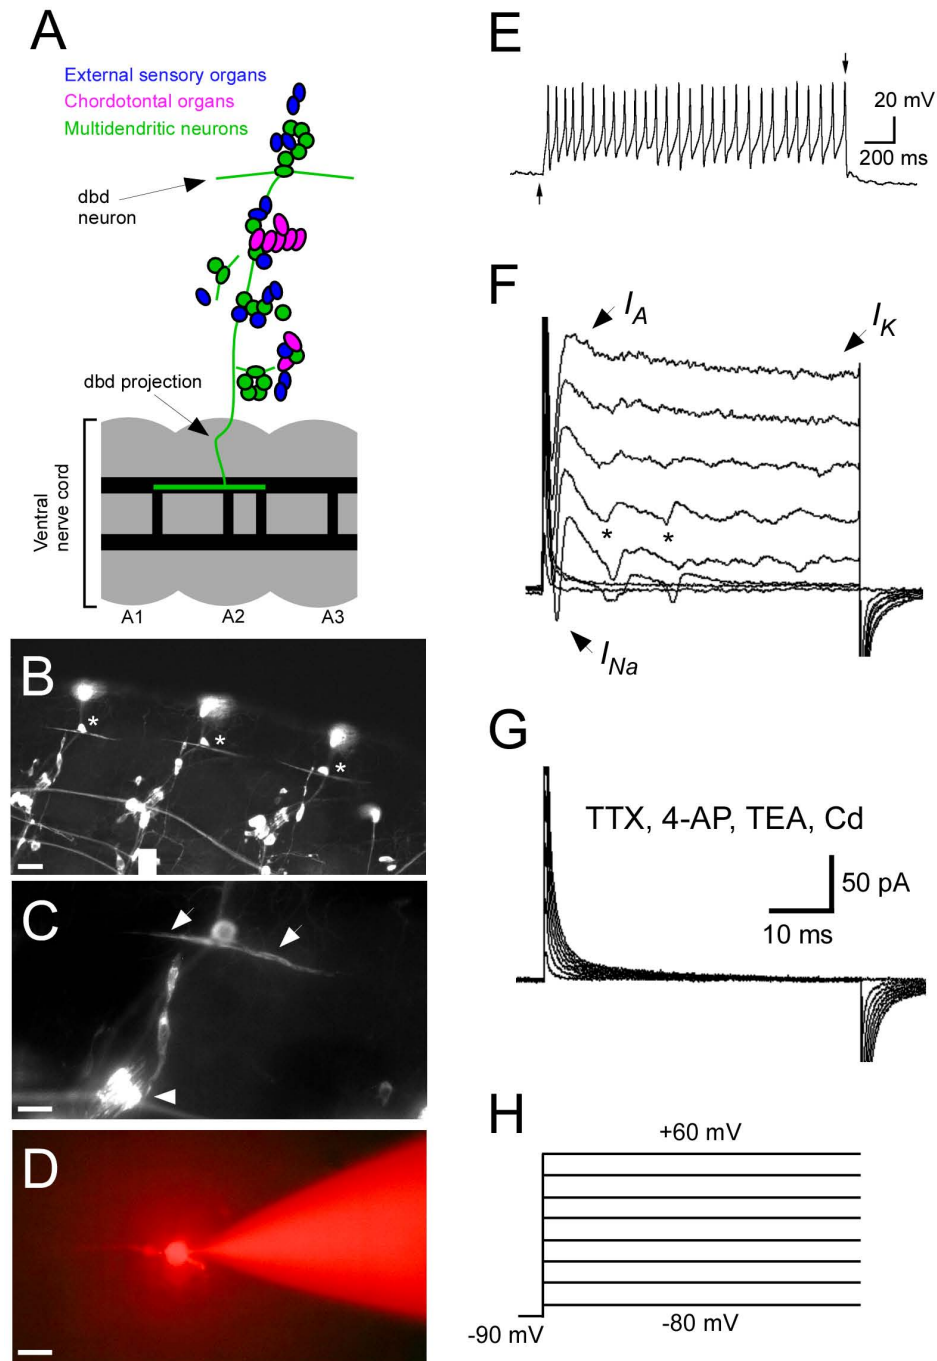 A
External sensory organs
Chordotontal organs
Multidendritic neurons
dbd
neuron
dbd projection
Ventral
nerve cord
A1
A2
A3
B
*
*
*
C
D
E
20 mV
200 ms
F
I_A
I_K
*
*
I_Na
G
TTX, 4-AP, TEA, Cd
50 pA
10 ms
H
+60 mV
-90 mV
-80 mV